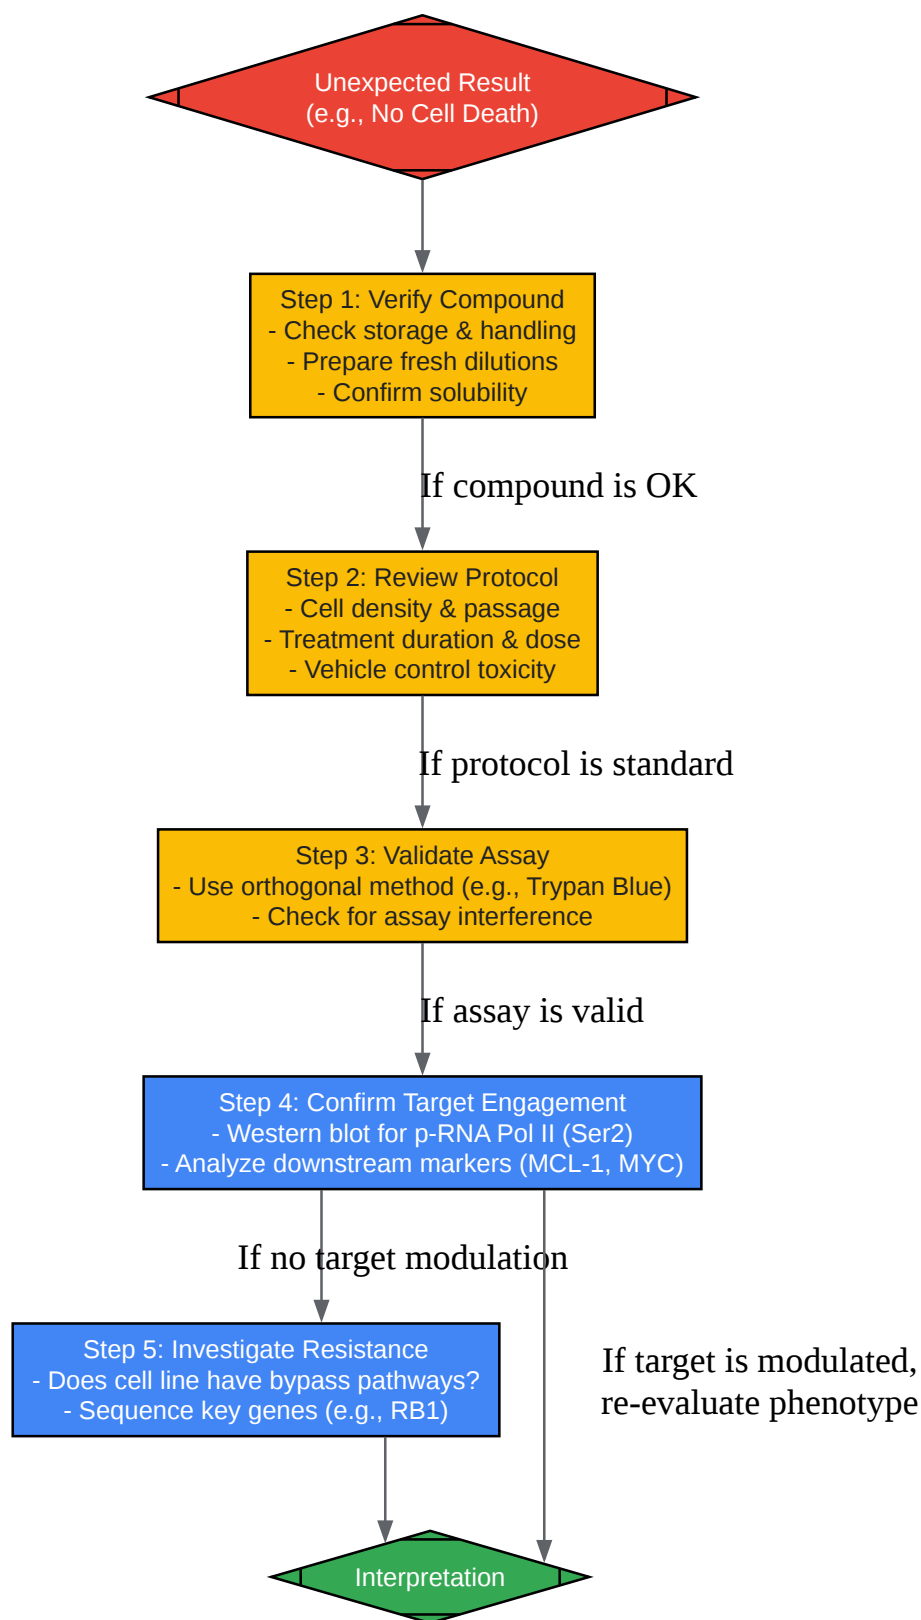 Unexpected Result
(e.g., No Cell Death)
Step 1: Verify Compound
- Check storage & handling
- Prepare fresh dilutions
- Confirm solubility
If compound is OK
Step 2: Review Protocol
- Cell density & passage
- Treatment duration & dose
- Vehicle control toxicity
If protocol is standard
Step 3: Validate Assay
- Use orthogonal method (e.g., Trypan Blue)
- Check for assay interference
If assay is valid
Step 4: Confirm Target Engagement
- Western blot for p-RNA Pol II (Ser2)
- Analyze downstream markers (MCL-1, MYC)
If no target modulation
Step 5: Investigate Resistance
- Does cell line have bypass pathways?
- Sequence key genes (e.g., RB1)
If target is modulated,
re-evaluate phenotype
Interpretation